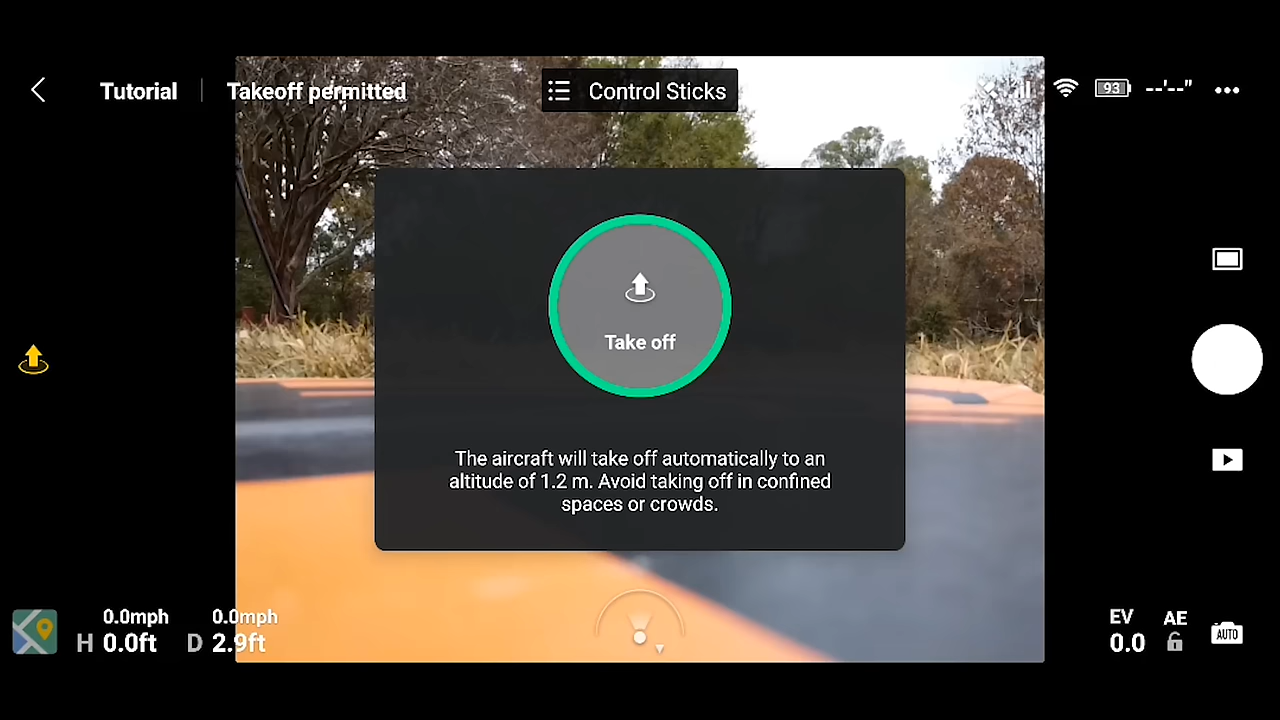 Tutorial
Takeoff permitted
Control Sticks
93
--'--"
Take off
The aircraft will take off automatically to an
altitude of 1.2 m. Avoid taking off in confined
spaces or crowds.
0.0mph 0.0mph
H 0.0ft D 2.9ft
EV AE
0.0
AUTO